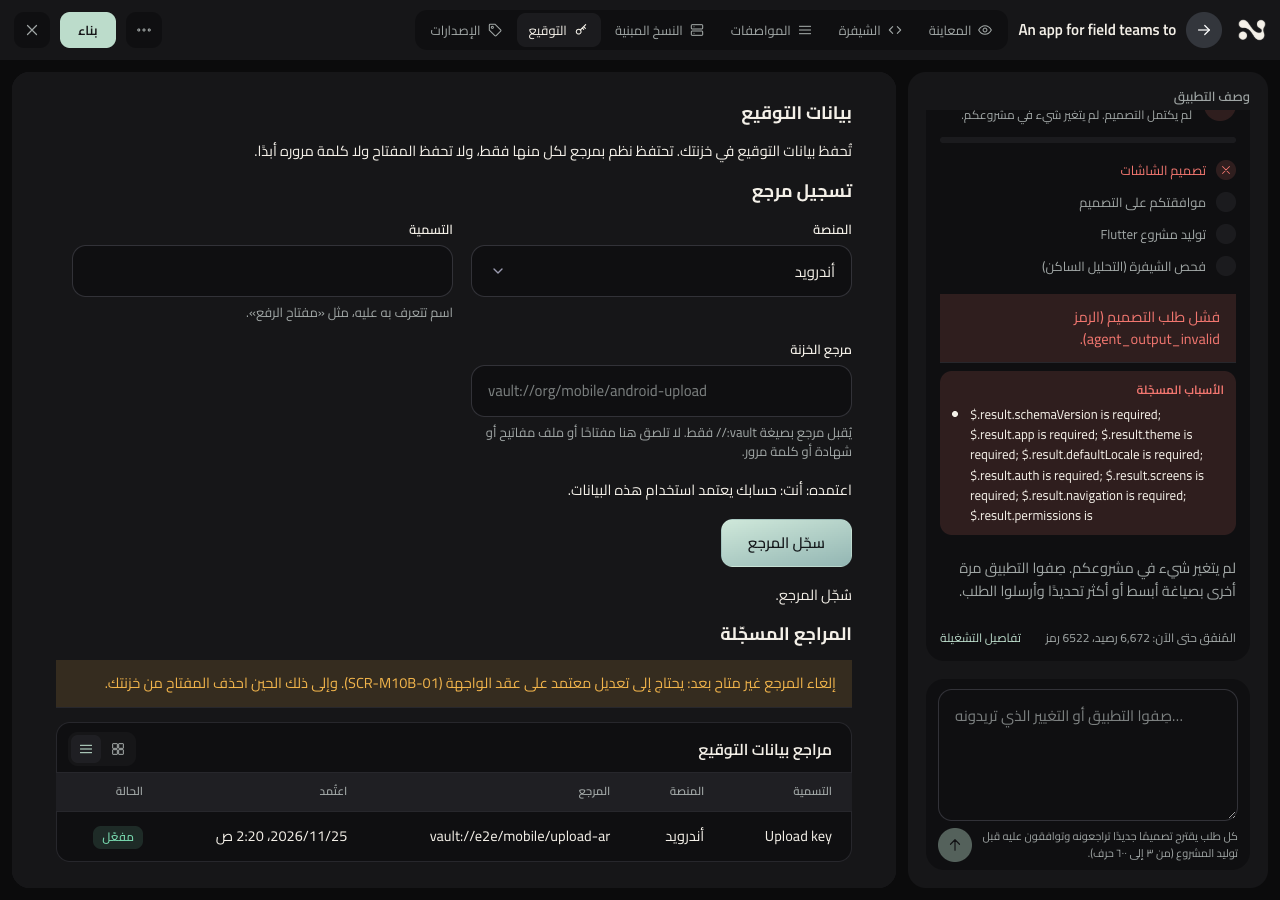 An app for field teams to
المعاينة
الشيفرة
المواصفات
النسخ المبنية
التوقيع
الإصدارات
بناء
وصف التطبيق
لم يكتمل التصميم. لم يتغير شيء في مشروعكم.
تصميم الشاشات
موافقتكم على التصميم
توليد مشروع Flutter
فحص الشيفرة (التحليل الساكن)
فشل طلب التصميم (الرمز
agent_output_invalid).
الأسباب المسجّلة
$.result.schemaVersion is required;
$.result.app is required; $.result.theme is
required; $.result.defaultLocale is required;
$.result.auth is required; $.result.screens is
required; $.result.navigation is required;
$.result.permissions is
لم يتغير شيء في مشروعكم. صِفوا التطبيق مرة
أخرى بصياغة أبسط أو أكثر تحديدًا وأرسلوا الطلب.
المُنفَق حتى الآن: 6,672 رصيد، 6522 رمز
تفاصيل التشغيلة
صِفوا التطبيق أو التغيير الذي تريدونه...
كل طلب يقترح تصميمًا جديدًا تراجعونه وتوافقون عليه قبل
توليد المشروع (من ٣ إلى ٦٠٠ حرف).
بيانات التوقيع
تُحفظ بيانات التوقيع في خزنتك. تحتفظ نظم بمرجع لكل منها فقط، ولا تحفظ المفتاح ولا كلمة مروره أبدًا.
تسجيل مرجع
المنصة
التسمية
أندرويد
اسم تتعرف به عليه، مثل «مفتاح الرفع».
مرجع الخزنة
vault://org/mobile/android-upload
يُقبل مرجع بصيغة vault:// فقط. لا تلصق هنا مفتاحًا أو ملف مفاتيح أو
شهادة أو كلمة مرور.
اعتمده: أنت: حسابك يعتمد استخدام هذه البيانات.
سجّل المرجع
سُجّل المرجع.
المراجع المسجّلة
إلغاء المرجع غير متاح بعد: يحتاج إلى تعديل معتمد على عقد الواجهة (SCR-M10B-01). وإلى ذلك الحين احذف المفتاح من خزنتك.
مراجع بيانات التوقيع
التسمية المنصة المرجع اعتُمد الحالة
Upload key أندرويد vault://e2e/mobile/upload-ar 2026/11/25، 2:20 ص مفعّل